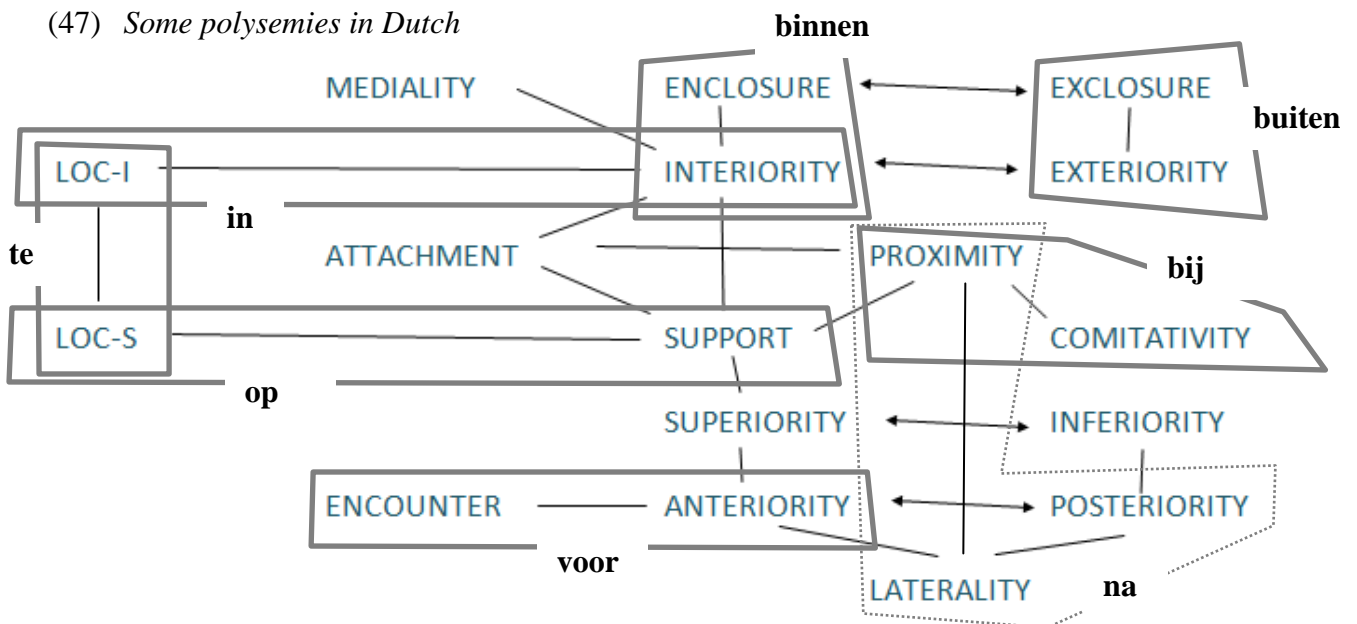 (47) Some polysemies in Dutch
binnen
MEDIALITY ENCLOSURE EXCLOSURE
buiten
LOC-I INTERIORITY EXTERIORITY
in
te ATTACHMENT PROXIMITY bij
LOC-S SUPPORT COMITATIVITY
op
SUPERIORITY INFERIORITY
ENCOUNTER ANTERIORITY POSTERIORITY
voor
LATERALITY na